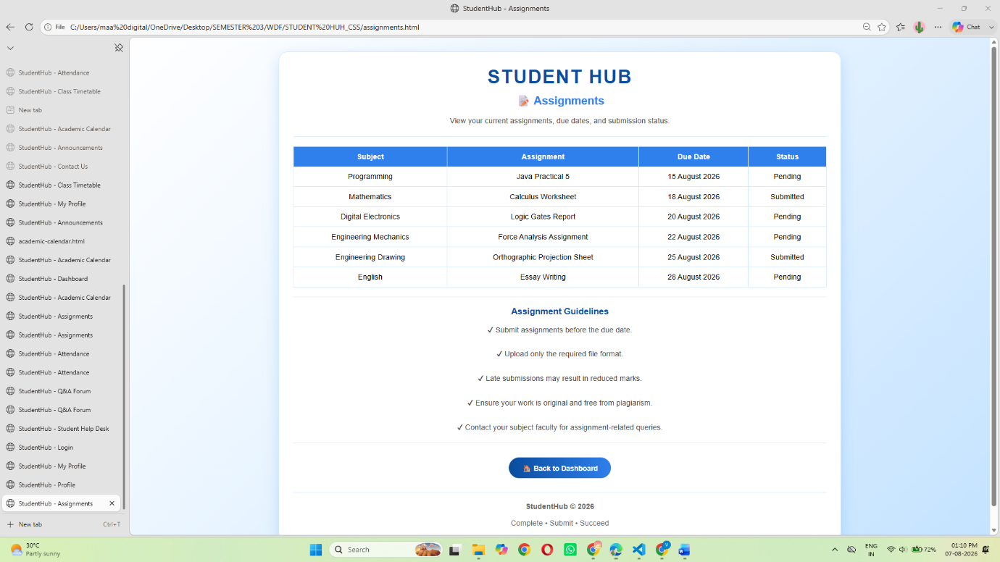 StudentHub - Assignments
File C:/Users/maa%20digital/OneDrive/Desktop/SEMESTER%203/WDF/STUDENT%20HUH_CSS/assignments.html
Chat
StudentHub - Attendance
StudentHub - Class Timetable
New tab
StudentHub - Academic Calendar
StudentHub - Announcements
StudentHub - Contact Us
StudentHub - Class Timetable
StudentHub - My Profile
StudentHub - Announcements
academic-calendar.html
StudentHub - Academic Calendar
StudentHub - Dashboard
StudentHub - Academic Calendar
StudentHub - Assignments
StudentHub - Assignments
StudentHub - Attendance
StudentHub - Attendance
StudentHub - Q&A Forum
StudentHub - Q&A Forum
StudentHub - Student Help Desk
StudentHub - Login
StudentHub - My Profile
StudentHub - Profile
StudentHub - Assignments
New tab Ctrl+T
STUDENT HUB
📝 Assignments
View your current assignments, due dates, and submission status.
Subject Assignment Due Date Status
Programming Java Practical 5 15 August 2026 Pending
Mathematics Calculus Worksheet 18 August 2026 Submitted
Digital Electronics Logic Gates Report 20 August 2026 Pending
Engineering Mechanics Force Analysis Assignment 22 August 2026 Pending
Engineering Drawing Orthographic Projection Sheet 25 August 2026 Submitted
English Essay Writing 28 August 2026 Pending
Assignment Guidelines
✔ Submit assignments before the due date.
✔ Upload only the required file format.
✔ Late submissions may result in reduced marks.
✔ Ensure your work is original and free from plagiarism.
✔ Contact your subject faculty for assignment-related queries.
🏠 Back to Dashboard
StudentHub © 2026
Complete • Submit • Succeed
30°C
Partly sunny
Search
ENG
IN
72%
01:10 PM
07-08-2026